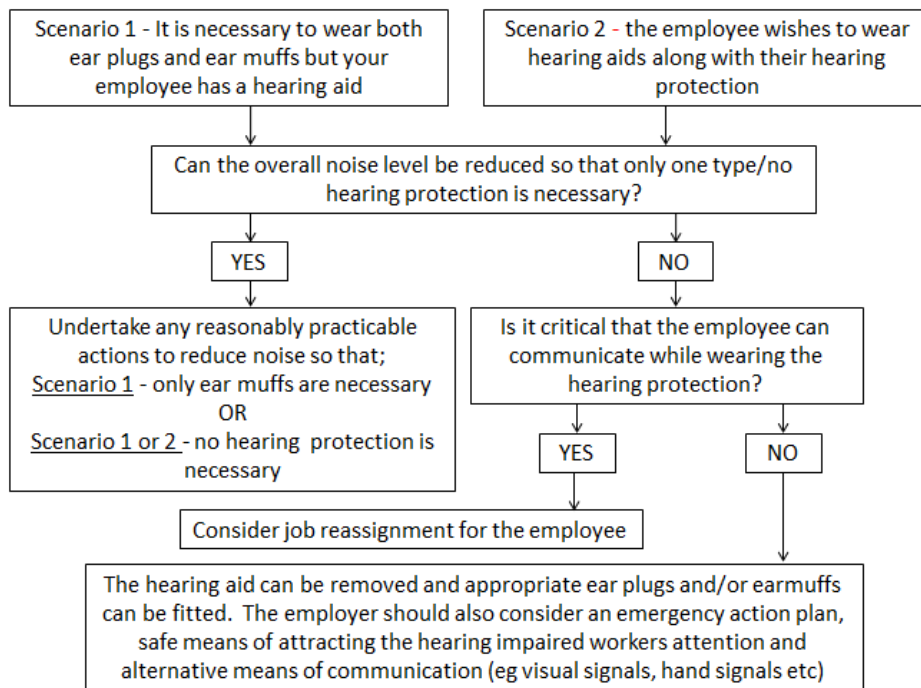 Scenario 1 - It is necessary to wear both
ear plugs and ear muffs but your
employee has a hearing aid
Scenario 2 - the employee wishes to wear
hearing aids along with their hearing
protection
Can the overall noise level be reduced so that only one type/no
hearing protection is necessary?
YES
NO
Undertake any reasonably practicable
actions to reduce noise so that;
Scenario 1 - only ear muffs are necessary
OR
Scenario 1 or 2 - no hearing protection is
necessary
Is it critical that the employee can
communicate while wearing the
hearing protection?
YES
NO
Consider job reassignment for the employee
The hearing aid can be removed and appropriate ear plugs and/or earmuffs
can be fitted. The employer should also consider an emergency action plan,
safe means of attracting the hearing impaired workers attention and
alternative means of communication (eg visual signals, hand signals etc)